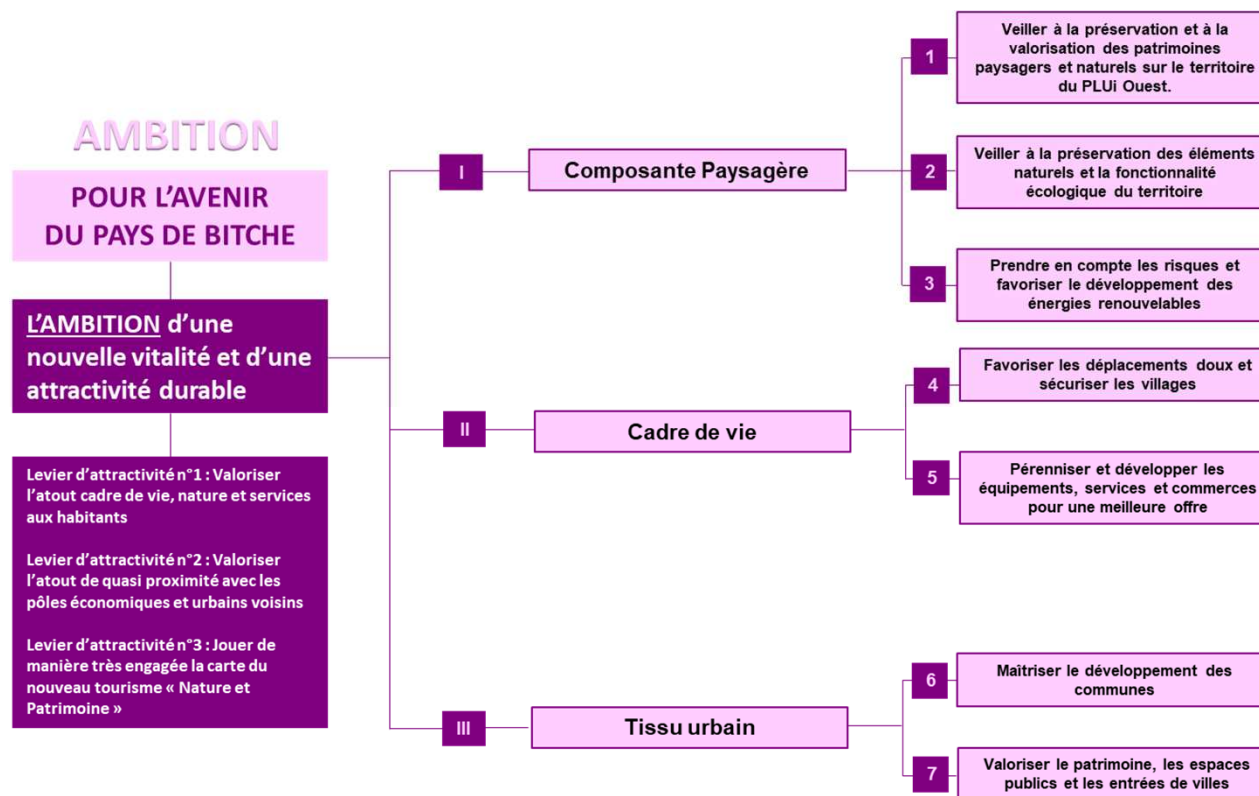 AMBITION
POUR L'AVENIR
DU PAYS DE BITCHE
L'AMBITION d'une
nouvelle vitalité et d'une
attractivité durable
Levier d'attractivité n°1 : Valoriser
l'atout cadre de vie, nature et services
aux habitants
Levier d'attractivité n°2 : Valoriser
l'atout de quasi proximité avec les
pôles économiques et urbains voisins
Levier d'attractivité n°3 : Jouer de
manière très engagée la carte du
nouveau tourisme « Nature et
Patrimoine »
I
Composante Paysagère
1
Veiller à la préservation et à la
valorisation des patrimoines
paysagers et naturels sur le territoire
du PLUi Ouest.
2
Veiller à la préservation des éléments
naturels et la fonctionnalité
écologique du territoire
3
Prendre en compte les risques et
favoriser le développement des
énergies renouvelables
II
Cadre de vie
4
Favoriser les déplacements doux et
sécuriser les villages
5
Pérenniser et développer les
équipements, services et commerces
pour une meilleure offre
III
Tissu urbain
6
Maîtriser le développement des
communes
7
Valoriser le patrimoine, les espaces
publics et les entrées de villes